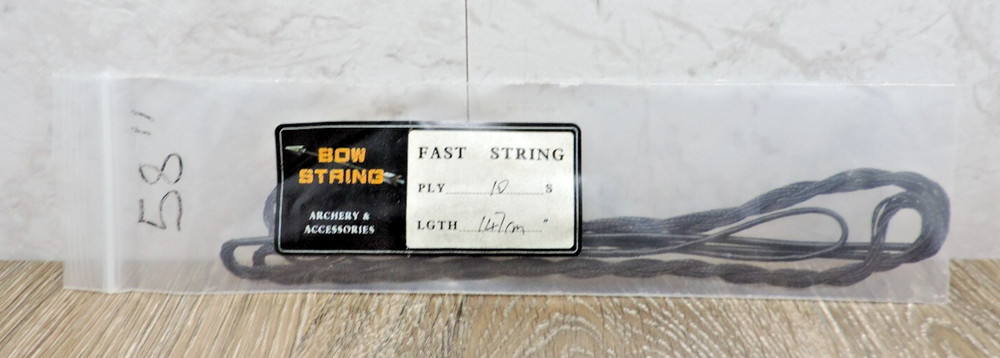 58"
BOW
STRING
ARCHERY &
ACCESSORIES
FAST STRING
PLY 10 S
LGTH 147cm "